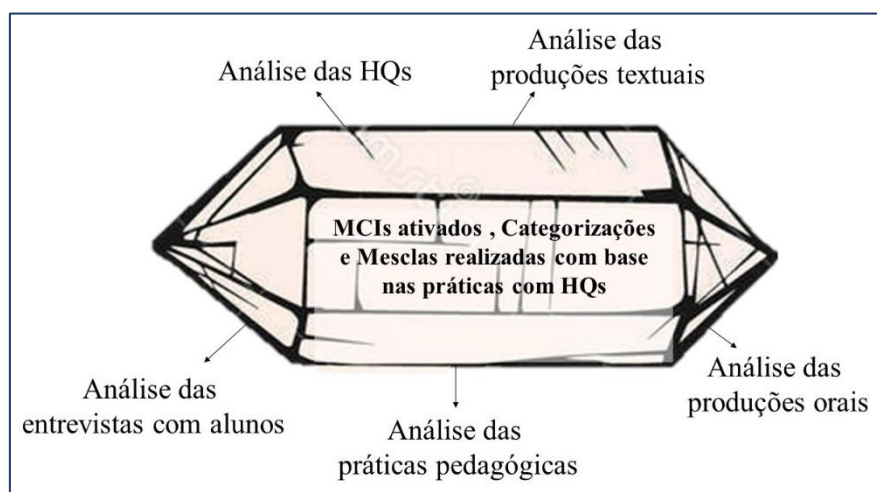 Análise das HQs
Análise das
produções textuais
MCIs ativados , Categorizações
e Mesclas realizadas com base
nas práticas com HQs
Análise das
entrevistas com alunos
Análise das
práticas pedagógicas
Análise das
produções orais